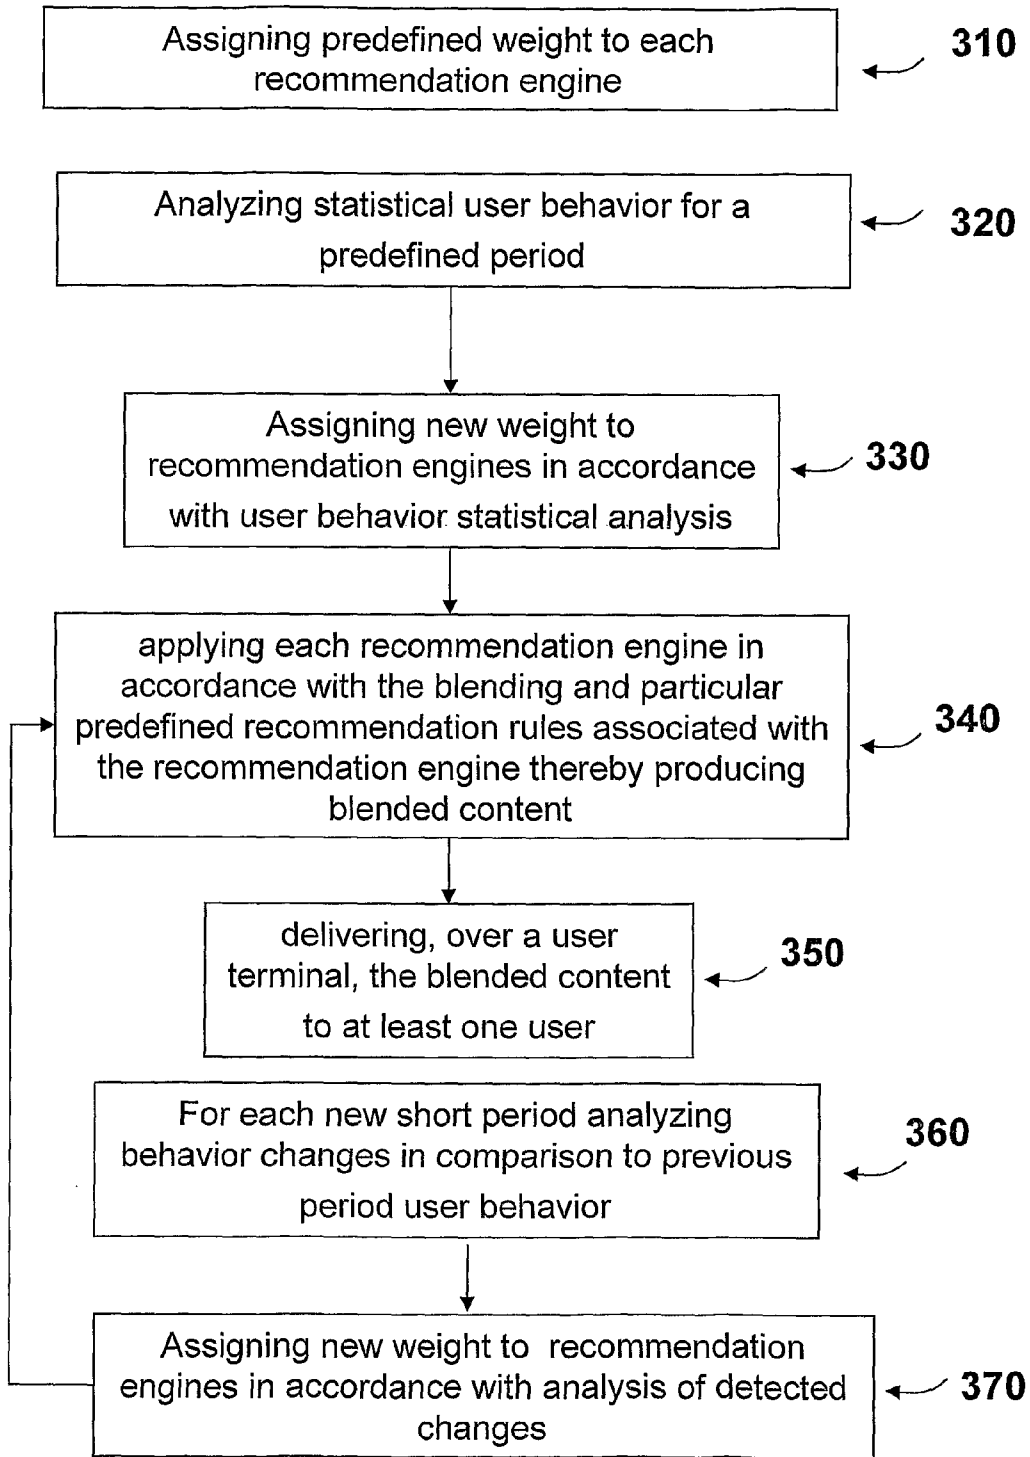 Assigning predefined weight to each
recommendation engine
310
Analyzing statistical user behavior for a
predefined period
320
Assigning new weight to
recommendation engines in accordance
with user behavior statistical analysis
330
applying each recommendation engine in
accordance with the blending and particular
predefined recommendation rules associated with
the recommendation engine thereby producing
blended content
340
delivering, over a user
terminal, the blended content
to at least one user
350
For each new short period analyzing
behavior changes in comparison to previous
period user behavior
360
Assigning new weight to recommendation
engines in accordance with analysis of detected
changes
370